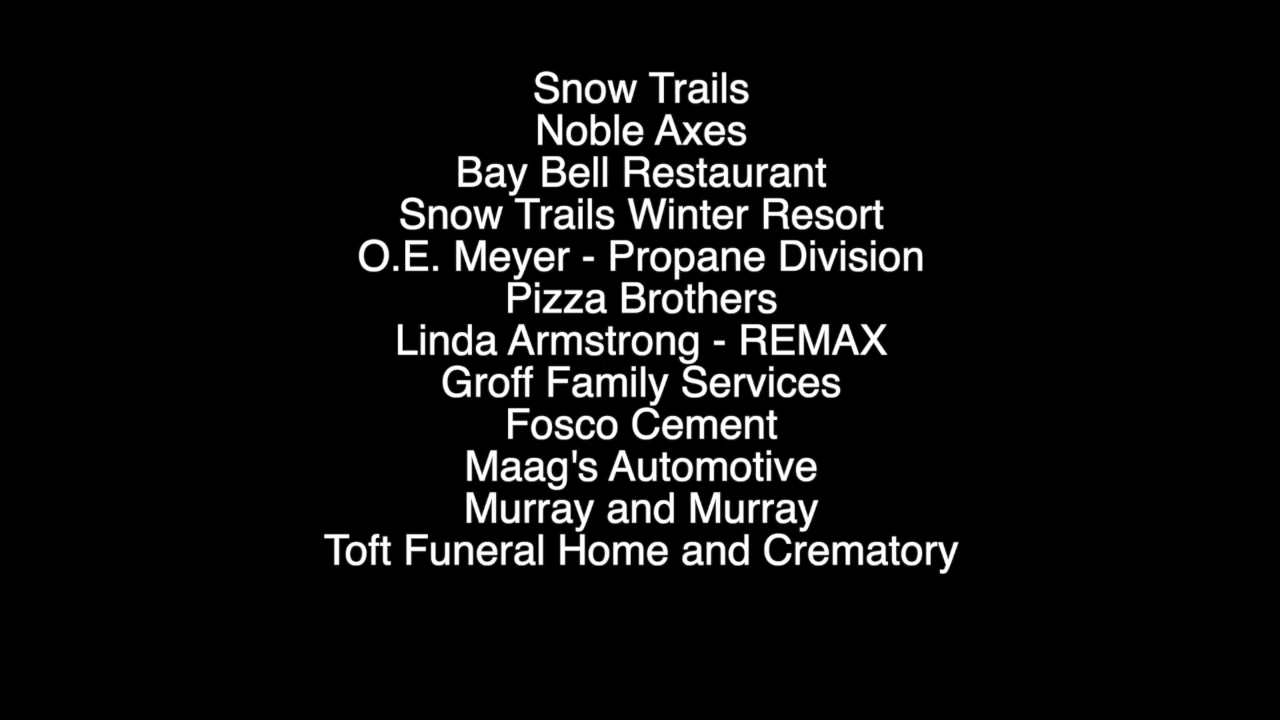 Snow Trails
Noble Axes
Bay Bell Restaurant
Snow Trails Winter Resort
O.E. Meyer - Propane Division
Pizza Brothers
Linda Armstrong - REMAX
Groff Family Services
Fosco Cement
Maag's Automotive
Murray and Murray
Toft Funeral Home and Crematory